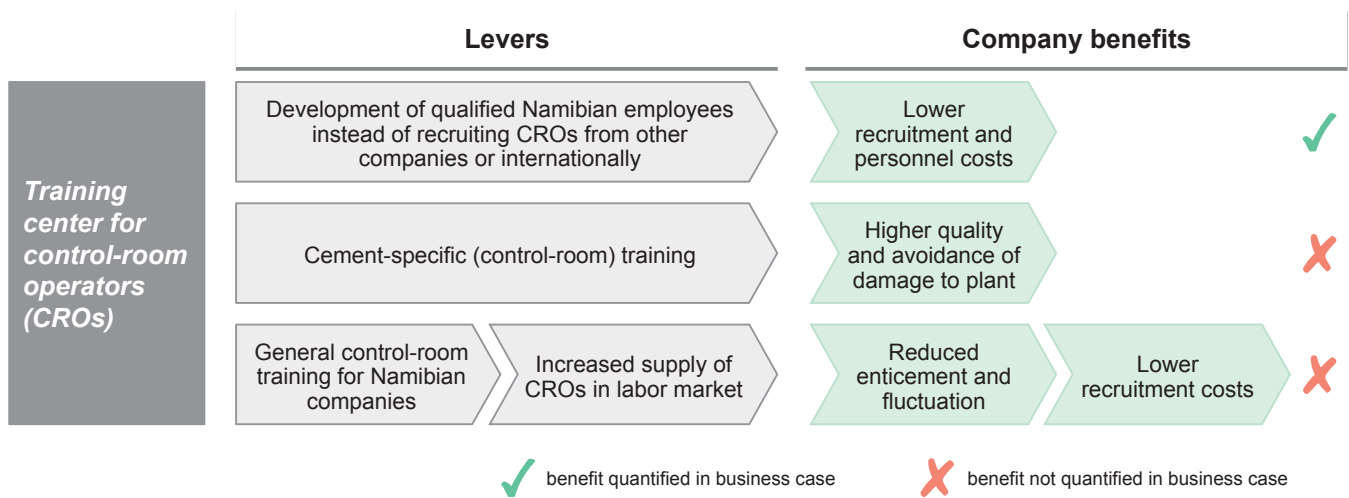 Levers
Company benefits
Training
center for
control-room
operators
(CROs)
Development of qualified Namibian employees
instead of recruiting CROs from other
companies or internationally
Lower
recruitment and
personnel costs
Cement-specific (control-room) training
Higher quality
and avoidance of
damage to plant
General control-room
training for Namibian
companies
Increased supply of
CROs in labor market
Reduced
enticement and
fluctuation
Lower
recruitment costs
benefit quantified in business case
benefit not quantified in business case